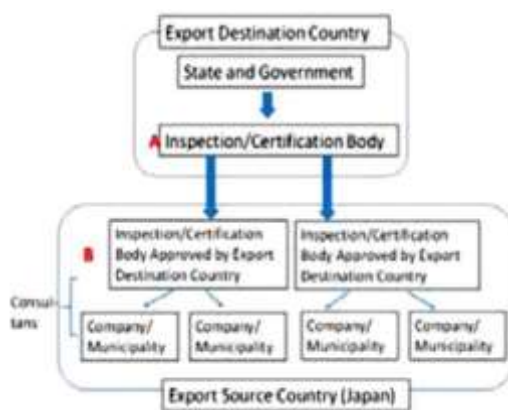 Export Destination Country
State and Government
A Inspection/Certification Body
B
Inspection/Certification
Body Approved by Export
Destination Country
Inspection/Certification
Body Approved by Export
Destination Country
Consul-
tans
Company/
Municipality
Company/
Municipality
Company/
Municipality
Company/
Municipality
Export Source Country (Japan)